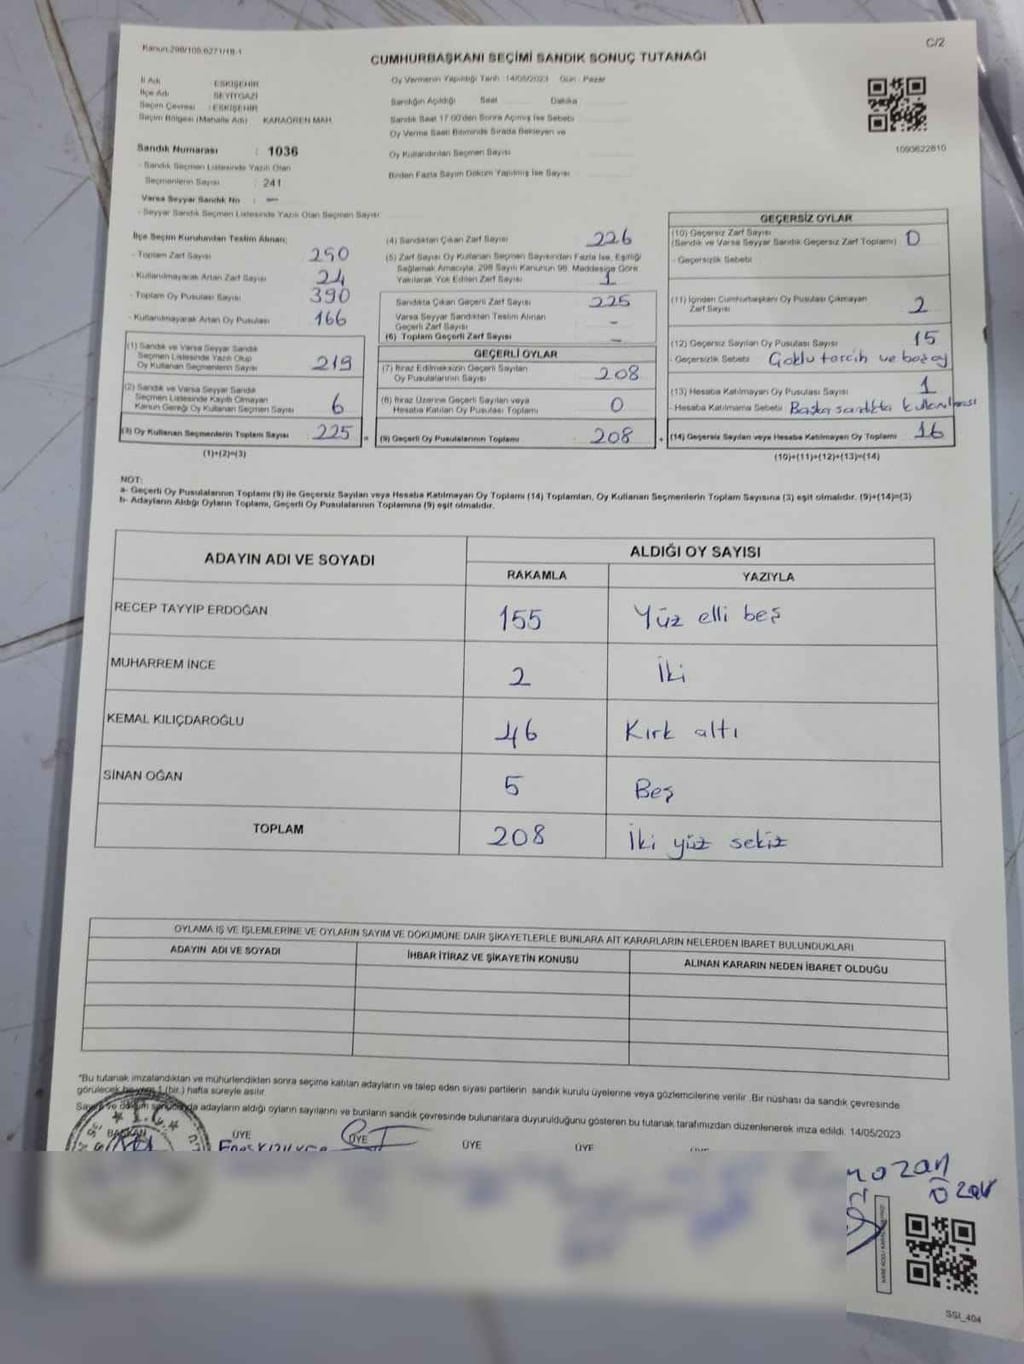 Kanun:298/105,6271/18-1
C/2
CUMHURBAŞKANI SEÇİMİ SANDIK SONUÇ TUTANAĞI
İl Adı : ESKİŞEHİR
İlçe Adı : SEYİTGAZİ
Seçim Çevresi : ESKİŞEHİR
Seçim Bölgesi (Mahalle Adı) : KARAÖREN MAH.
Sandık Numarası : 1036
- Sandık Seçmen Listesinde Yazılı Olan
Seçmenlerin Sayısı : 241
Varsa Seyyar Sandık No : —
- Seyyar Sandık Seçmen Listesinde Yazılı Olan Seçmen Sayısı
Oy Vermenin Yapıldığı Tarih : 14/05/2023 Gün : Pazar
Sandığın Açıldığı Saat Dakika
Sandık Saat 17:00'den Sonra Açılmış İse Sebebi
Oy Verme Saati Bitiminde Sırada Bekleyen ve
Oy Kullandırılan Seçmen Sayısı
Birden Fazla Sayım Döküm Yapılmış İse Sayısı
1093622810
İlçe Seçim Kurulundan Teslim Alınan;
- Toplam Zarf Sayısı 250
- Kullanılmayarak Artan Zarf Sayısı 24
- Toplam Oy Pusulası Sayısı 390
- Kullanılmayarak Artan Oy Pusulası 166
(1) Sandık ve Varsa Seyyar Sandık
Seçmen Listesinde Yazılı Olup
Oy Kullanan Seçmenlerin Sayısı 219
(2) Sandık ve Varsa Seyyar Sandık
Seçmen Listesinde Kayıtlı Olmayan
Kanun Gereği Oy Kullanan Seçmen Sayısı 6
(3) Oy Kullanan Seçmenlerin Toplam Sayısı 225 =
(1)+(2)=(3)
(4) Sandıktan Çıkan Zarf Sayısı 226
(5) Zarf Sayısı Oy Kullanan Seçmen Sayısından Fazla İse, Eşitliği
Sağlamak Amacıyla, 298 Sayılı Kanunun 98. Maddesine Göre
Yakılarak Yok Edilen Zarf Sayısı 1
Sandıkta Çıkan Geçerli Zarf Sayısı 225
Varsa Seyyar Sandıktan Teslim Alınan
Geçerli Zarf Sayısı –
(6) Toplam Geçerli Zarf Sayısı –
GEÇERLİ OYLAR
(7) İtiraz Edilmeksizin Geçerli Sayılan
Oy Pusulalarının Sayısı 208
(8) İtiraz Üzerine Geçerli Sayılan veya
Hesaba Katılan Oy Pusulası Toplamı 0
(9) Geçerli Oy Pusulalarının Toplamı 208 +
GEÇERSİZ OYLAR
(10) Geçersiz Zarf Sayısı
(Sandık ve Varsa Seyyar Sandık Geçersiz Zarf Toplamı) 0
- Geçersizlik Sebebi
(11) İçinden Cumhurbaşkanı Oy Pusulası Çıkmayan
Zarf Sayısı 2
(12) Geçersiz Sayılan Oy Pusulası Sayısı 15
- Geçersizlik Sebebi Çoklu tercih ve boş oy
(13) Hesaba Katılmayan Oy Pusulası Sayısı 1
- Hesaba Katılmama Sebebi Başka sandıkta kullanılması
(14) Geçersiz Sayılan veya Hesaba Katılmayan Oy Toplamı 16
(10)+(11)+(12)+(13)=(14)
NOT:
a- Geçerli Oy Pusulalarının Toplamı (9) ile Geçersiz Sayılan veya Hesaba Katılmayan Oy Toplamı (14) Toplamları, Oy Kullanan Seçmenlerin Toplam Sayısına (3) eşit olmalıdır. (9)+(14)=(3)
b- Adayların Aldığı Oyların Toplamı, Geçerli Oy Pusulalarının Toplamına (9) eşit olmalıdır.
ADAYIN ADI VE SOYADI
ALDIĞI OY SAYISI
RAKAMLA YAZIYLA
RECEP TAYYİP ERDOĞAN 155 Yüz elli beş
MUHARREM İNCE 2 İki
KEMAL KILIÇDAROĞLU 46 Kırk altı
SİNAN OĞAN 5 Beş
TOPLAM 208 İki yüz sekiz
OYLAMA İŞ VE İŞLEMLERİNE VE OYLARIN SAYIM VE DÖKÜMÜNE DAİR ŞİKAYETLERLE BUNLARA AİT KARARLARIN NELERDEN İBARET BULUNDUKLARI
ADAYIN ADI VE SOYADI İHBAR İTİRAZ VE ŞİKAYETİN KONUSU ALINAN KARARIN NEDEN İBARET OLDUĞU
*Bu tutanak imzalandıktan ve mühürlendikten sonra seçime katılan adayların ve talep eden siyasi partilerin sandık kurulu üyelerine veya gözlemcilerine verilir. Bir nüshası da sandık çevresinde
görülecek bir yere 1 (bir) hafta süreyle asılır.
Sayım ve döküm sonucunda adayların aldığı oyların sayılarını ve bunların sandık çevresinde bulunanlara duyurulduğunu gösteren bu tutanak tarafımızdan düzenlenerek imza edildi. 14/05/2023
BAŞKAN ÜYE ÜYE ÜYE ÜYE
Özav
SSI_404